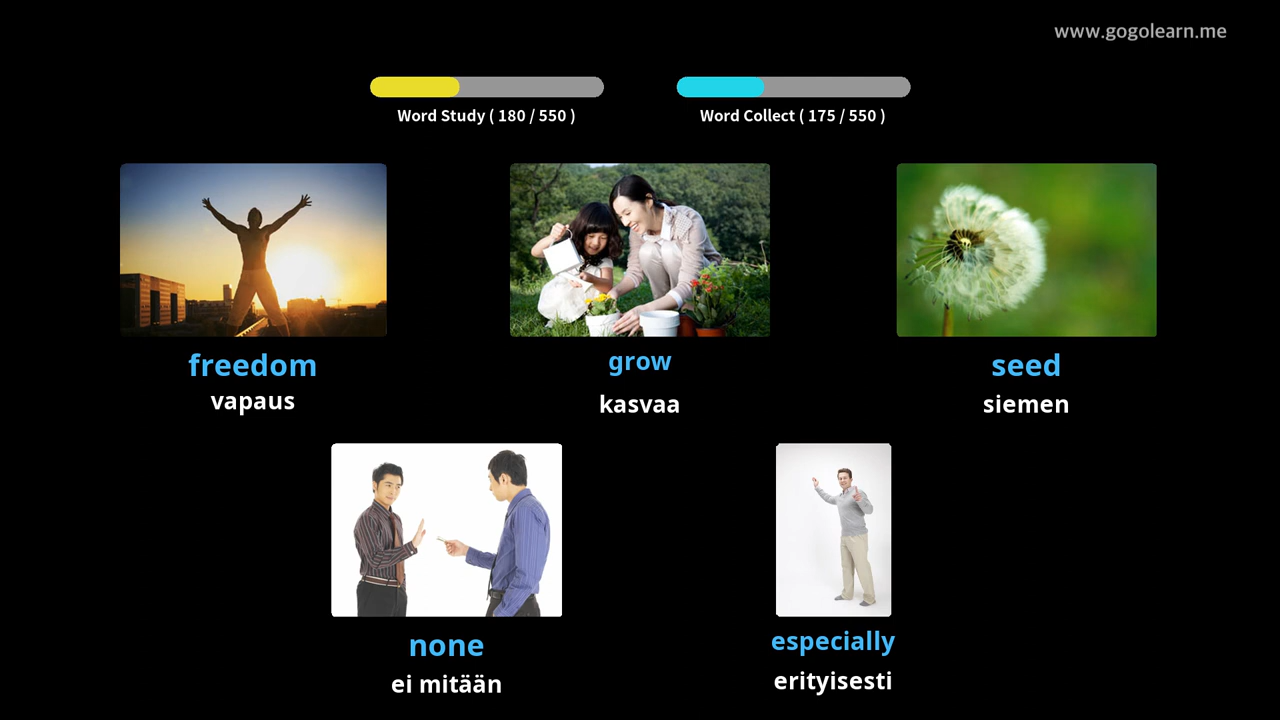 www.gogolearn.me
Word Study ( 180 / 550 )
Word Collect ( 175 / 550 )
freedom
vapaus
grow
kasvaa
seed
siemen
none
ei mitään
especially
erityisesti